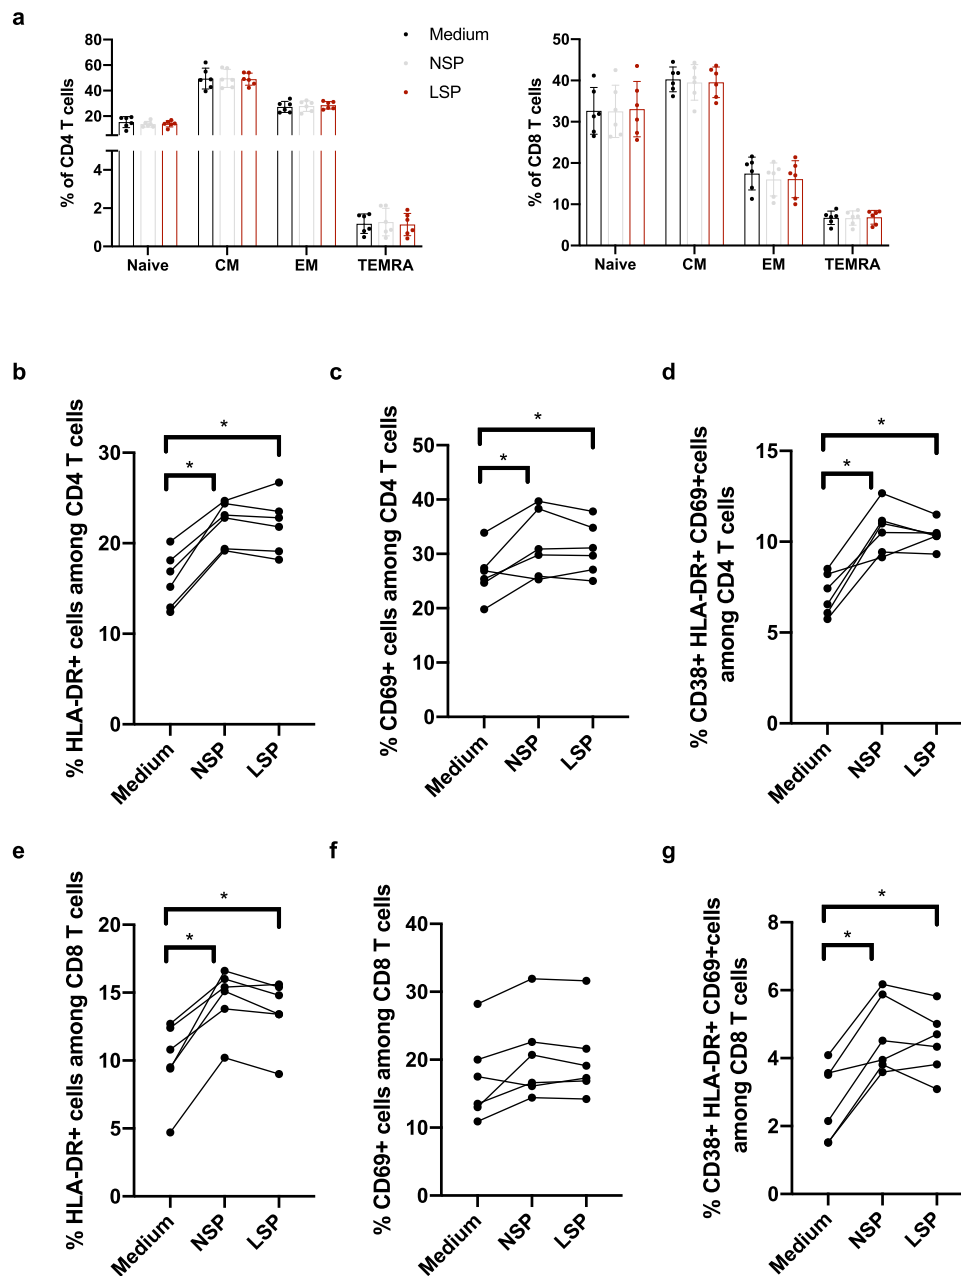 a
Medium
NSP
LSP
% of CD4 T cells
80
60
40
20
4
2
0
Naive CM EM TEMRA
% of CD8 T cells
50
40
30
20
10
0
Naive CM EM TEMRA
b
% HLA-DR+ cells among CD4 T cells
30
20
10
0
*
*
Medium NSP LSP
c
% CD69+ cells among CD4 T cells
50
40
30
20
10
0
*
*
Medium NSP LSP
d
% CD38+ HLA-DR+ CD69+cells
among CD4 T cells
15
10
5
0
*
*
Medium NSP LSP
e
% HLA-DR+ cells among CD8 T cells
20
15
10
5
0
*
*
Medium NSP LSP
f
% CD69+ cells among CD8 T cells
40
30
20
10
0
Medium NSP LSP
g
% CD38+ HLA-DR+ CD69+cells
among CD8 T cells
8
6
4
2
0
*
*
Medium NSP LSP